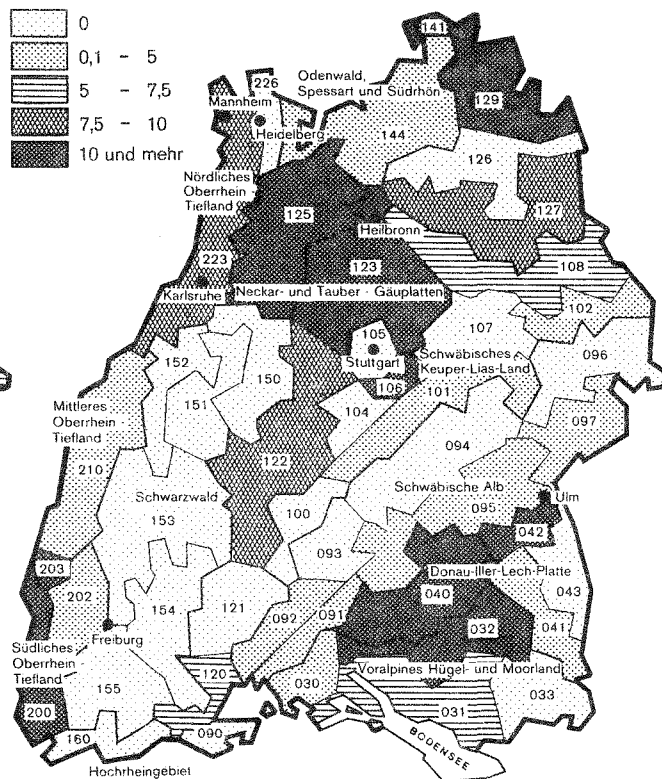 0
0,1 - 5
5 - 7,5
7,5 - 10
10 und mehr
141
226
Odenwald,
Spessart und Südrhön
129
Mannheim
Heidelberg
144
126
Nördliches
Oberrhein -
Tiefland
125
127
Heilbronn
223
123
108
Karlsruhe
Neckar- und Tauber - Gäuplatten
102
105
107
096
152
150
Stuttgart
Schwäbisches
Keuper-Lias-Land
106
101
151
104
097
Mittleres
Oberrhein -
Tiefland
094
210
122
Schwäbische Alb
Schwarzwald
095
Ulm
100
153
042
093
203
Donau-Iller-Lech-Platte
202
040
043
154
121
092
091
032
041
Freiburg
Südliches
Oberrhein -
Tiefland
120
Voralpines Hügel- und Moorland
155
030
033
200
031
160
090
BODENSEE
Hochrheingebiet